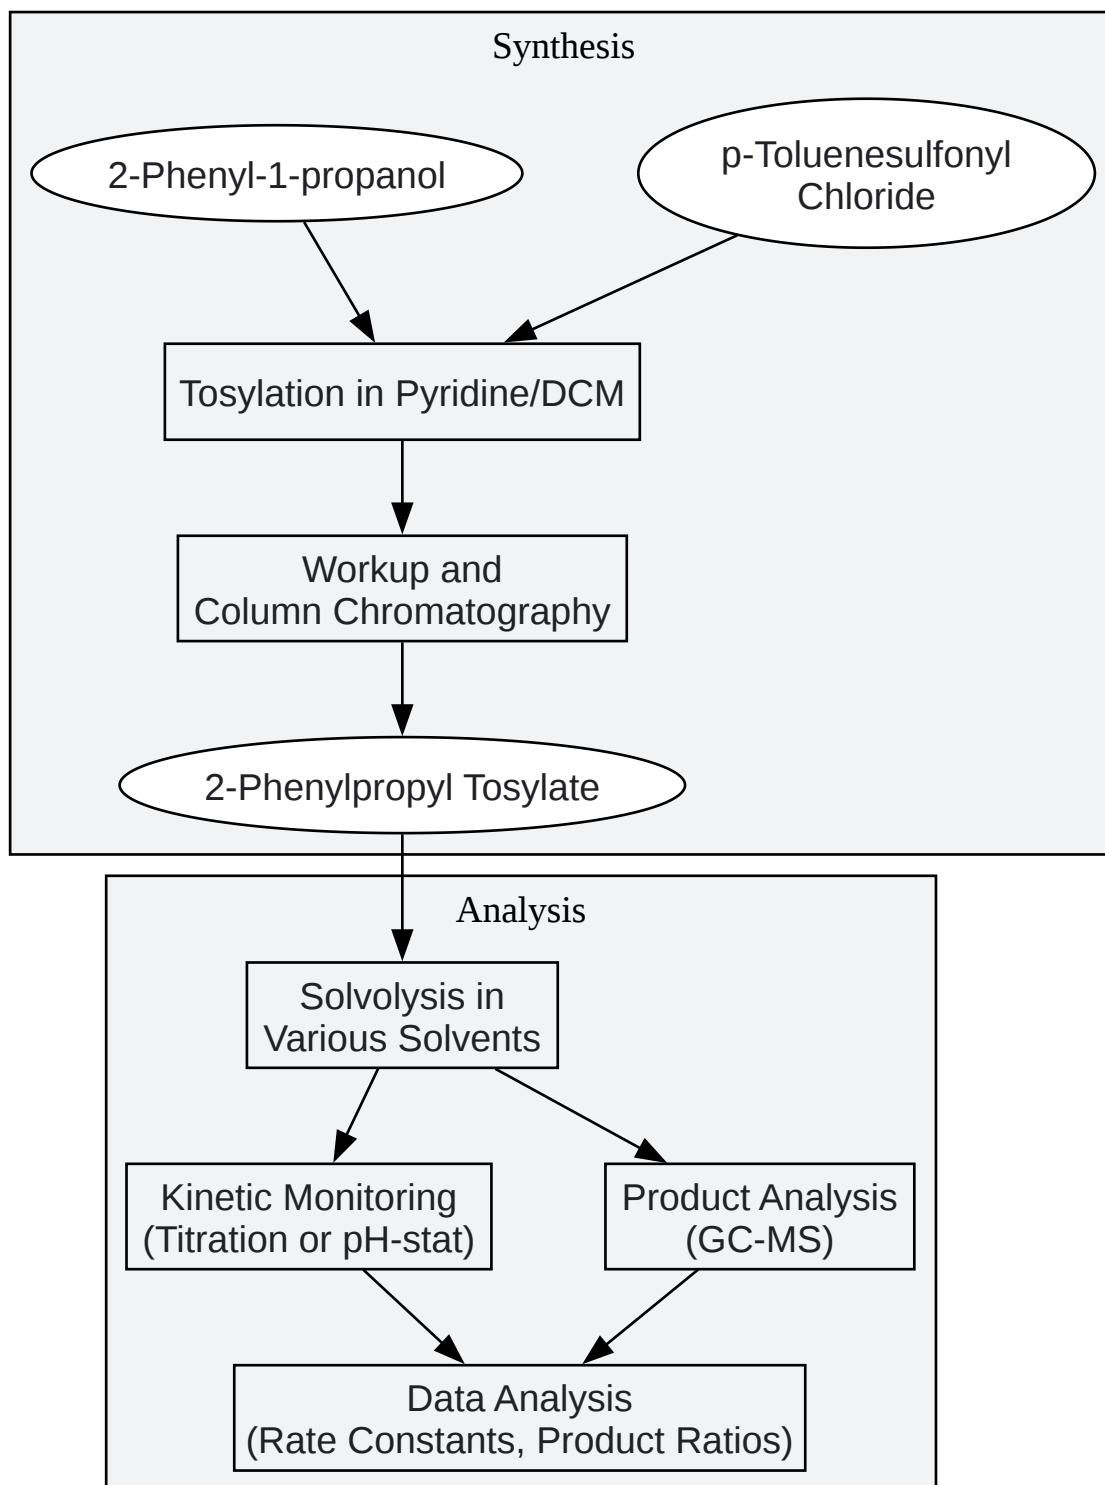 Synthesis
2-Phenyl-1-propanol
p-Toluenesulfonyl
Chloride
Tosylation in Pyridine/DCM
Workup and
Column Chromatography
2-Phenylpropyl Tosylate
Analysis
Solvolysis in
Various Solvents
Kinetic Monitoring
(Titration or pH-stat)
Product Analysis
(GC-MS)
Data Analysis
(Rate Constants, Product Ratios)